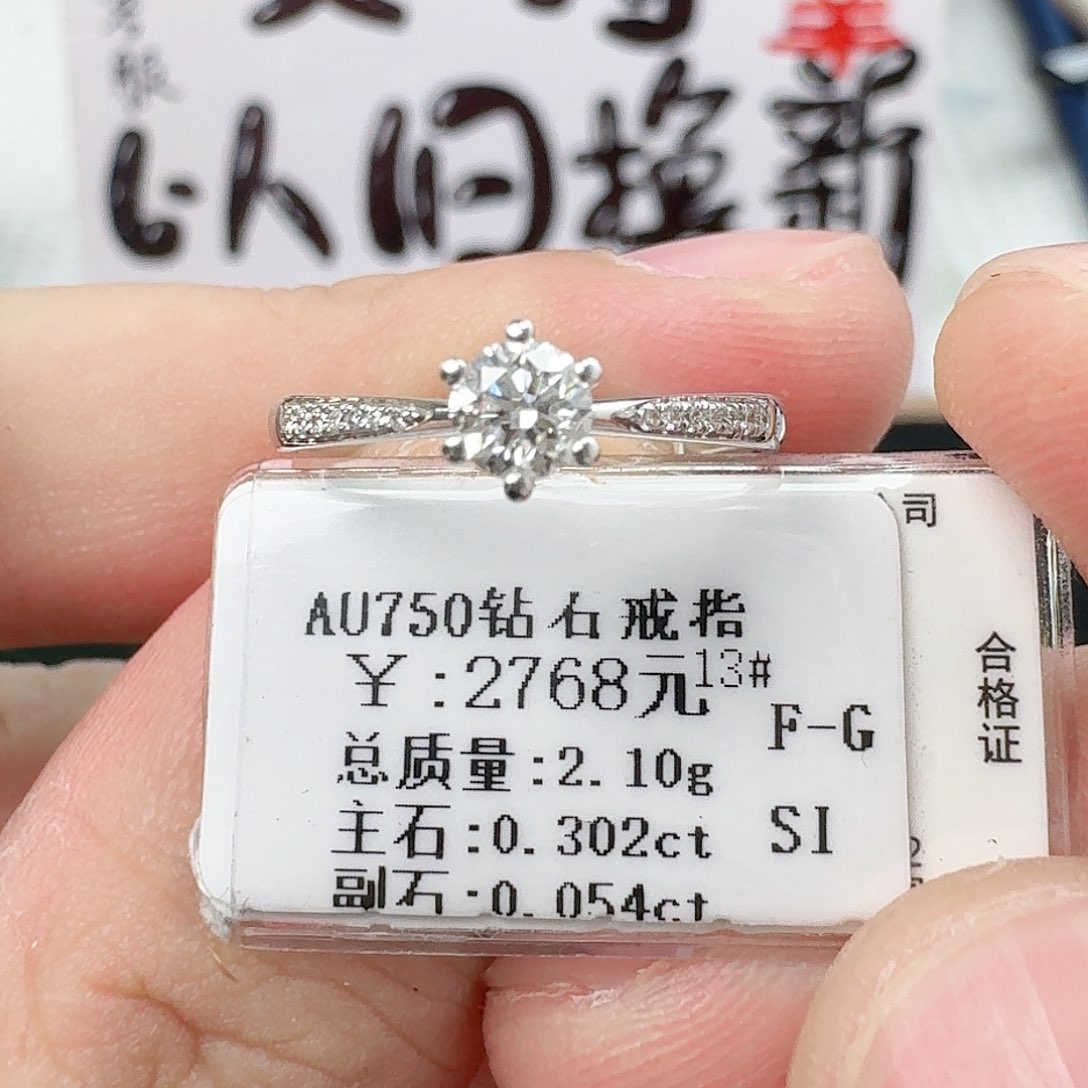 以旧换新
司
AU750钻石戒指
￥:2768元13#
F-G
总质量:2.10g
主石:0.302ct
SI
副石:0.054ct
合格证